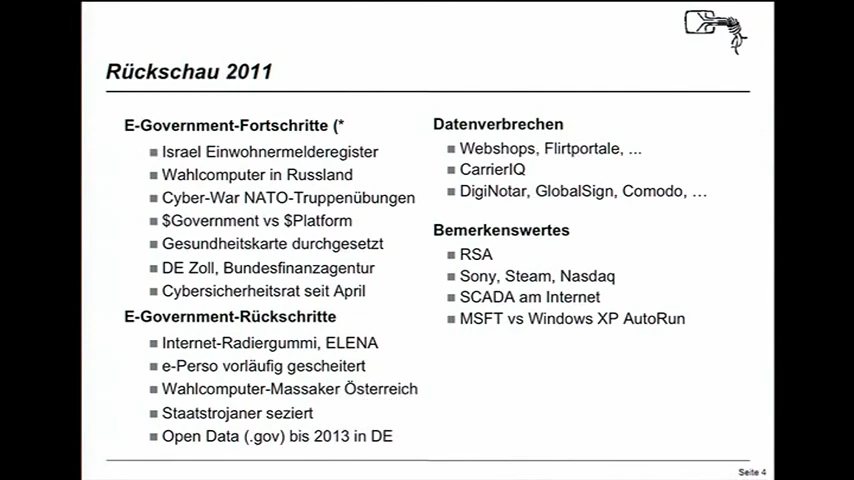 Rückschau 2011
E-Government-Fortschritte (*
Israel Einwohnermelderegister
Wahlcomputer in Russland
Cyber-War NATO-Truppenübungen
$Government vs $Platform
Gesundheitskarte durchgesetzt
DE Zoll, Bundesfinanzagentur
Cybersicherheitsrat seit April
E-Government-Rückschritte
Internet-Radiergummi, ELENA
e-Perso vorläufig gescheitert
Wahlcomputer-Massaker Österreich
Staatstrojaner seziert
Open Data (.gov) bis 2013 in DE
Datenverbrechen
Webshops, Flirtportale, ...
CarrierIQ
DigiNotar, GlobalSign, Comodo, ...
Bemerkenswertes
RSA
Sony, Steam, Nasdaq
SCADA am Internet
MSFT vs Windows XP AutoRun
Seite 4